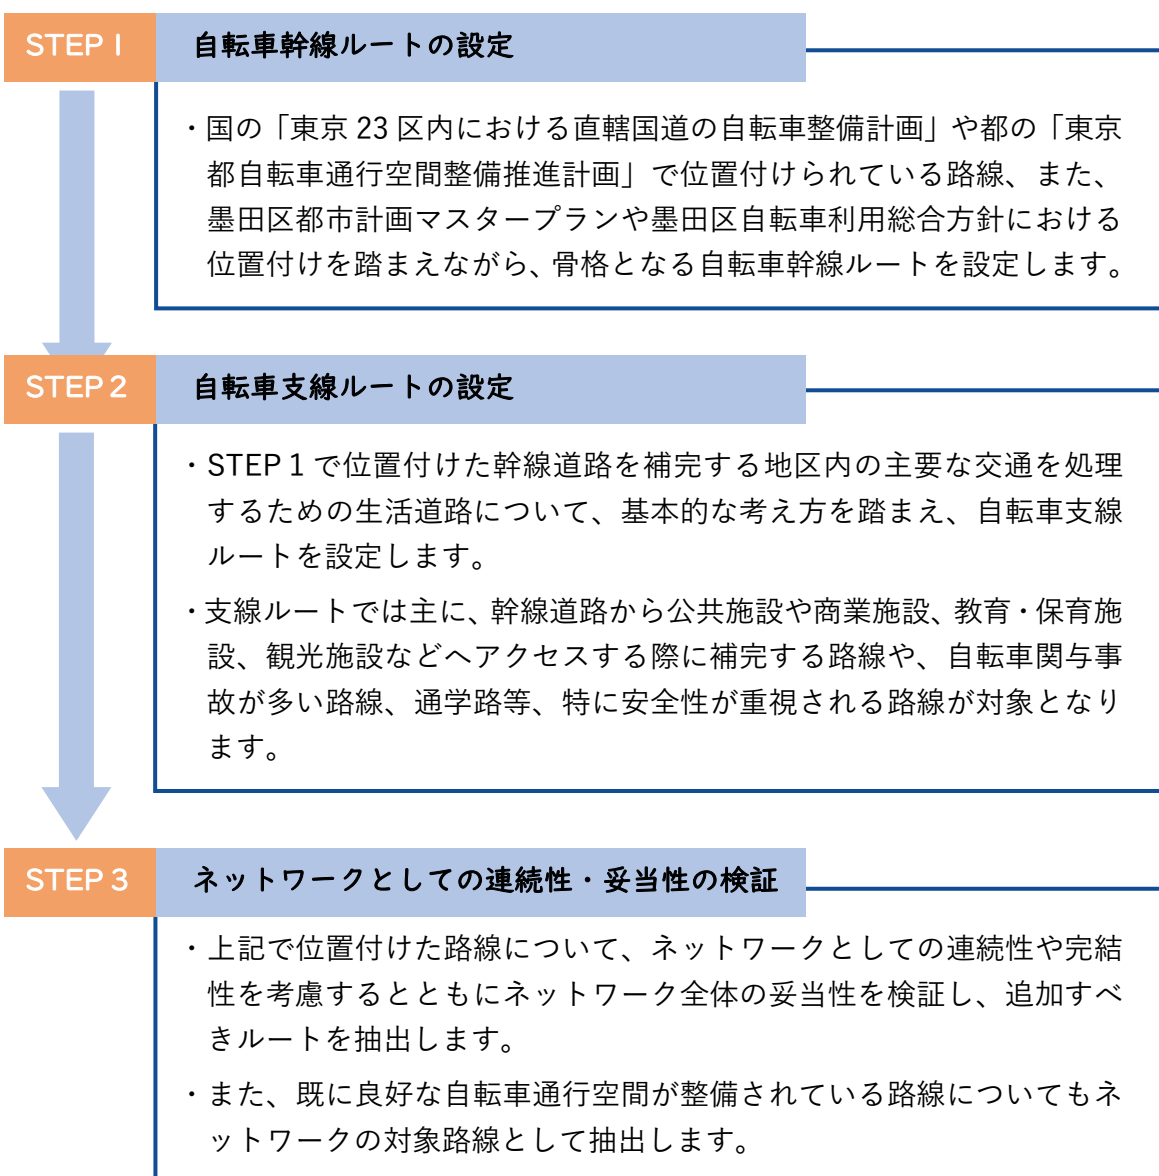 STEP 1 自転車幹線ルートの設定
・国の「東京 23 区内における直轄国道の自転車整備計画」や都の「東京
都自転車通行空間整備推進計画」で位置付けられている路線、また、
墨田区都市計画マスタープランや墨田区自転車利用総合方針における
位置付けを踏まえながら、骨格となる自転車幹線ルートを設定します。
STEP 2 自転車支線ルートの設定
・STEP 1 で位置付けた幹線道路を補完する地区内の主要な交通を処理
するための生活道路について、基本的な考え方を踏まえ、自転車支線
ルートを設定します。
・支線ルートでは主に、幹線道路から公共施設や商業施設、教育・保育施
設、観光施設などへアクセスする際に補完する路線や、自転車関与事
故が多い路線、通学路等、特に安全性が重視される路線が対象となり
ます。
STEP 3 ネットワークとしての連続性・妥当性の検証
・上記で位置付けた路線について、ネットワークとしての連続性や完結
性を考慮するとともにネットワーク全体の妥当性を検証し、追加すべ
きルートを抽出します。
・また、既に良好な自転車通行空間が整備されている路線についてもネ
ットワークの対象路線として抽出します。